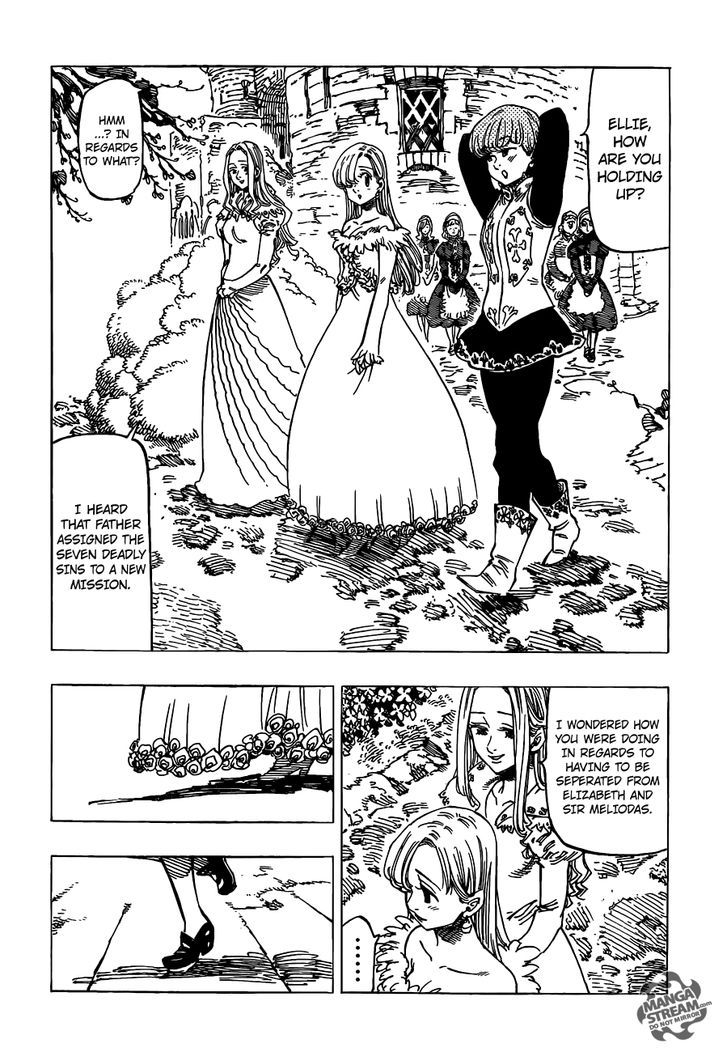 ELLIE,
HOW
ARE YOU
HOLDING
UP?
HMM
...? IN
REGARDS
TO WHAT?
I HEARD
THAT FATHER
ASSIGNED THE
SEVEN DEADLY
SINS TO A NEW
MISSION.
I WONDERED HOW
YOU WERE DOING
IN REGARDS TO
HAVING TO BE
SEPERATED FROM
ELIZABETH AND
SIR MELIODAS.
......
MANGA
STREAM.com
DO NOT MIRROR